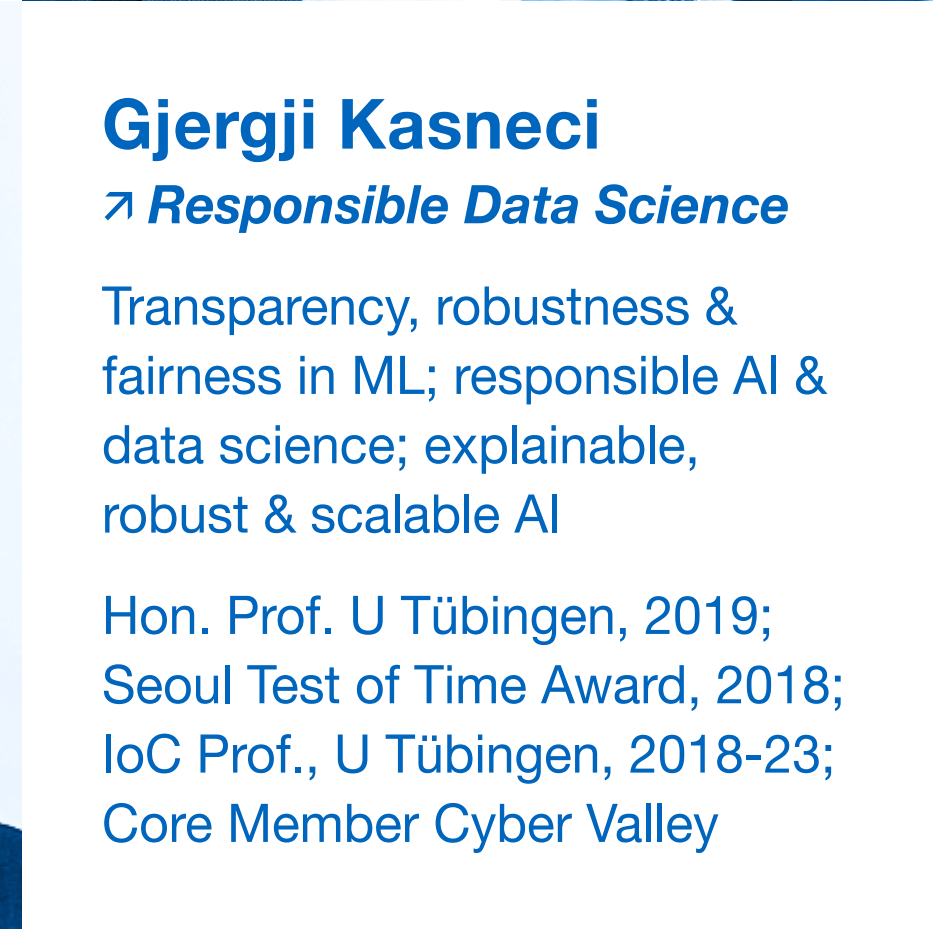 Gjergji Kasneci
↗ Responsible Data Science
Transparency, robustness &
fairness in ML; responsible AI &
data science; explainable,
robust & scalable AI
Hon. Prof. U Tübingen, 2019;
Seoul Test of Time Award, 2018;
IoC Prof., U Tübingen, 2018-23;
Core Member Cyber Valley